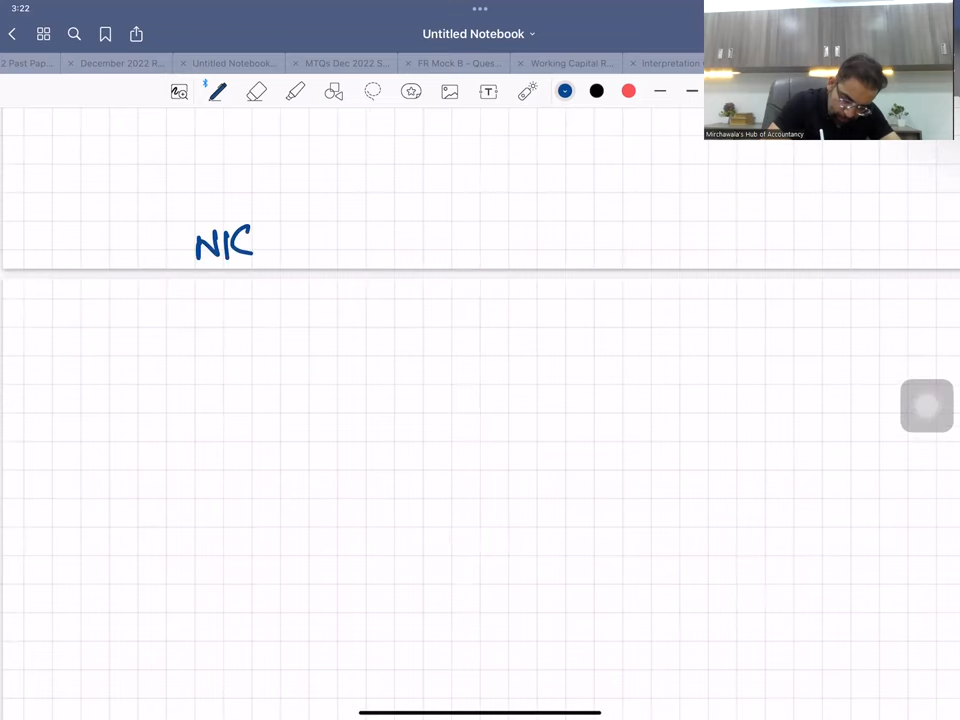 3:22
Untitled Notebook
2 Past Pap...
× December 2022 R...
× Untitled Notebook...
× MTQs Dec 2022 S...
× FR Mock B - Ques...
× Working Capital R...
× Interpretation
T
Mirchawala's Hub of Accountancy
NIC